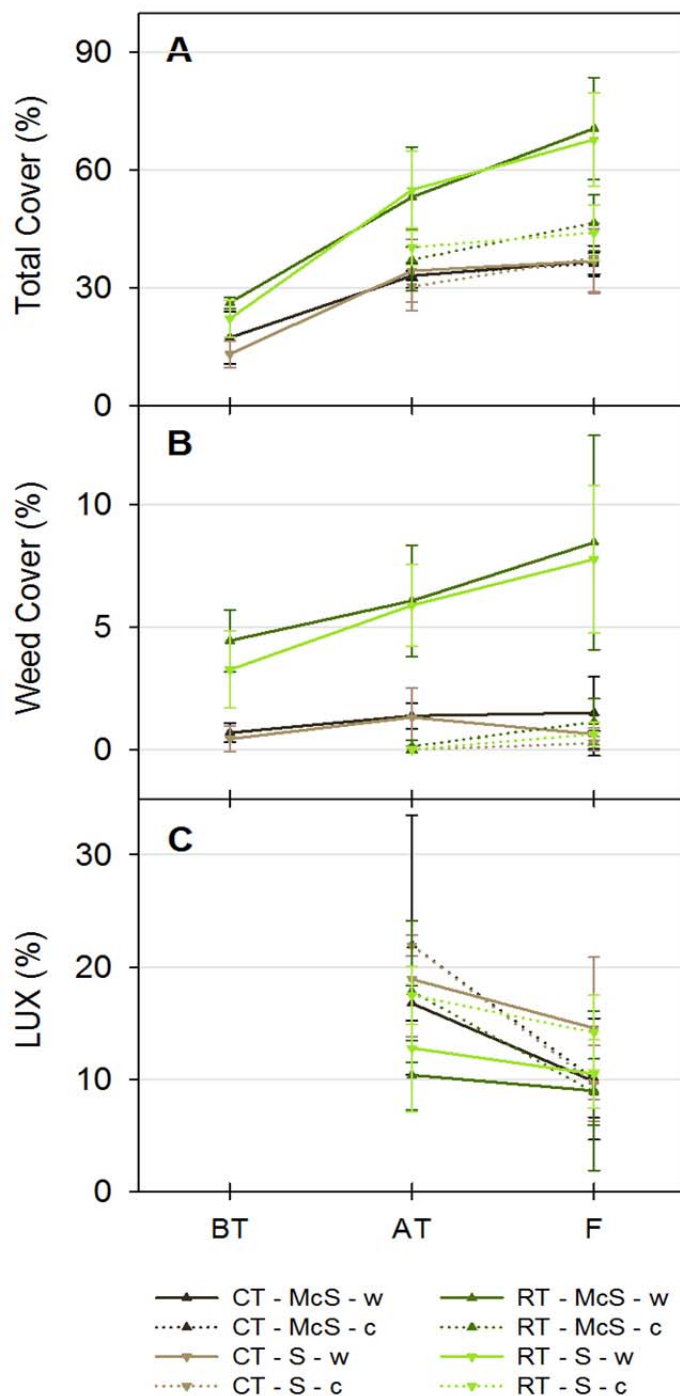 A
90
60
30
0
Total Cover (%)
B
10
5
0
Weed Cover (%)
C
30
20
10
0
LUX (%)
BT AT F
CT - McS - w RT - McS - w
CT - McS - c RT - McS - c
CT - S - w RT - S - w
CT - S - c RT - S - c